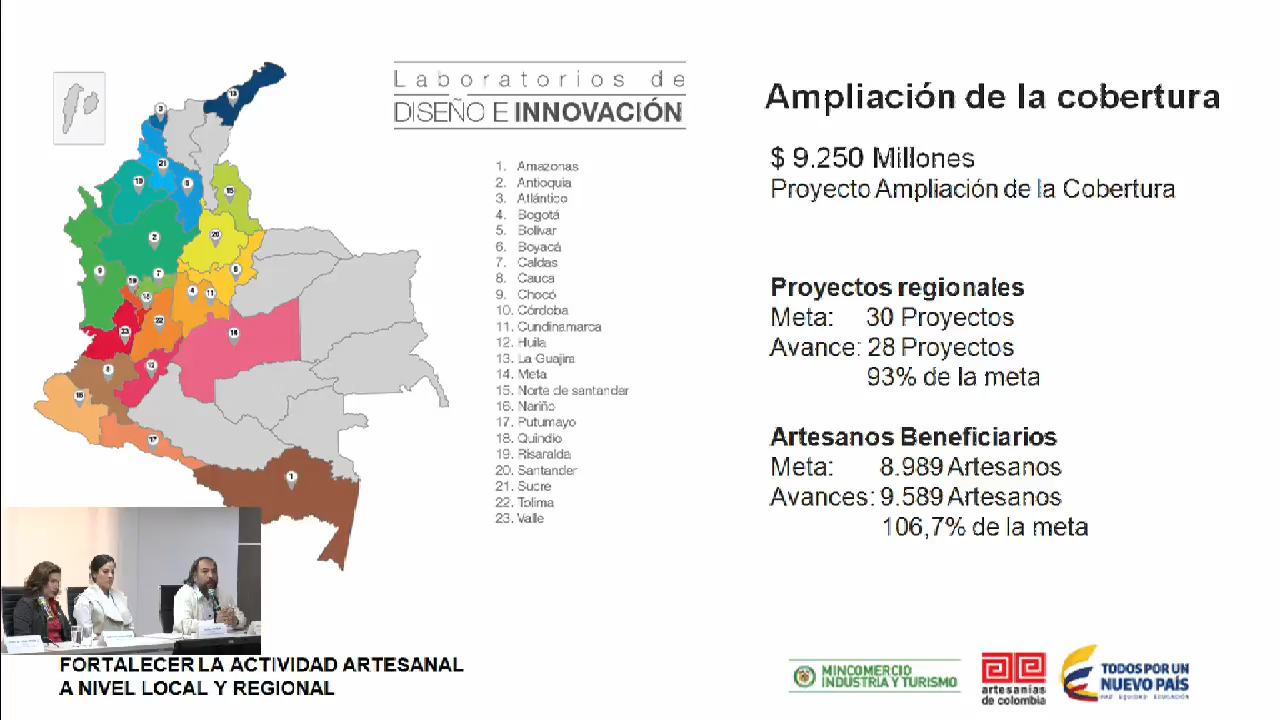 Laboratorios de
DISEÑO E INNOVACIÓN
1. Amazonas
2. Antioquia
3. Atlántico
4. Bogotá
5. Bolívar
6. Boyacá
7. Caldas
8. Cauca
9. Chocó
10. Córdoba
11. Cundinamarca
12. Huila
13. La Guajira
14. Meta
15. Norte de santander
16. Nariño
17. Putumayo
18. Quindío
19. Risaralda
20. Santander
21. Sucre
22. Tolima
23. Valle
Ampliación de la cobertura
$ 9.250 Millones
Proyecto Ampliación de la Cobertura
Proyectos regionales
Meta: 30 Proyectos
Avance: 28 Proyectos
93% de la meta
Artesanos Beneficiarios
Meta: 8.989 Artesanos
Avances: 9.589 Artesanos
106,7% de la meta
FORTALECER LA ACTIVIDAD ARTESANAL
A NIVEL LOCAL Y REGIONAL
MINCOMERCIO
INDUSTRIA Y TURISMO
artesanías
de colombia
TODOS POR UN
NUEVO PAÍS
PAZ EQUIDAD EDUCACIÓN